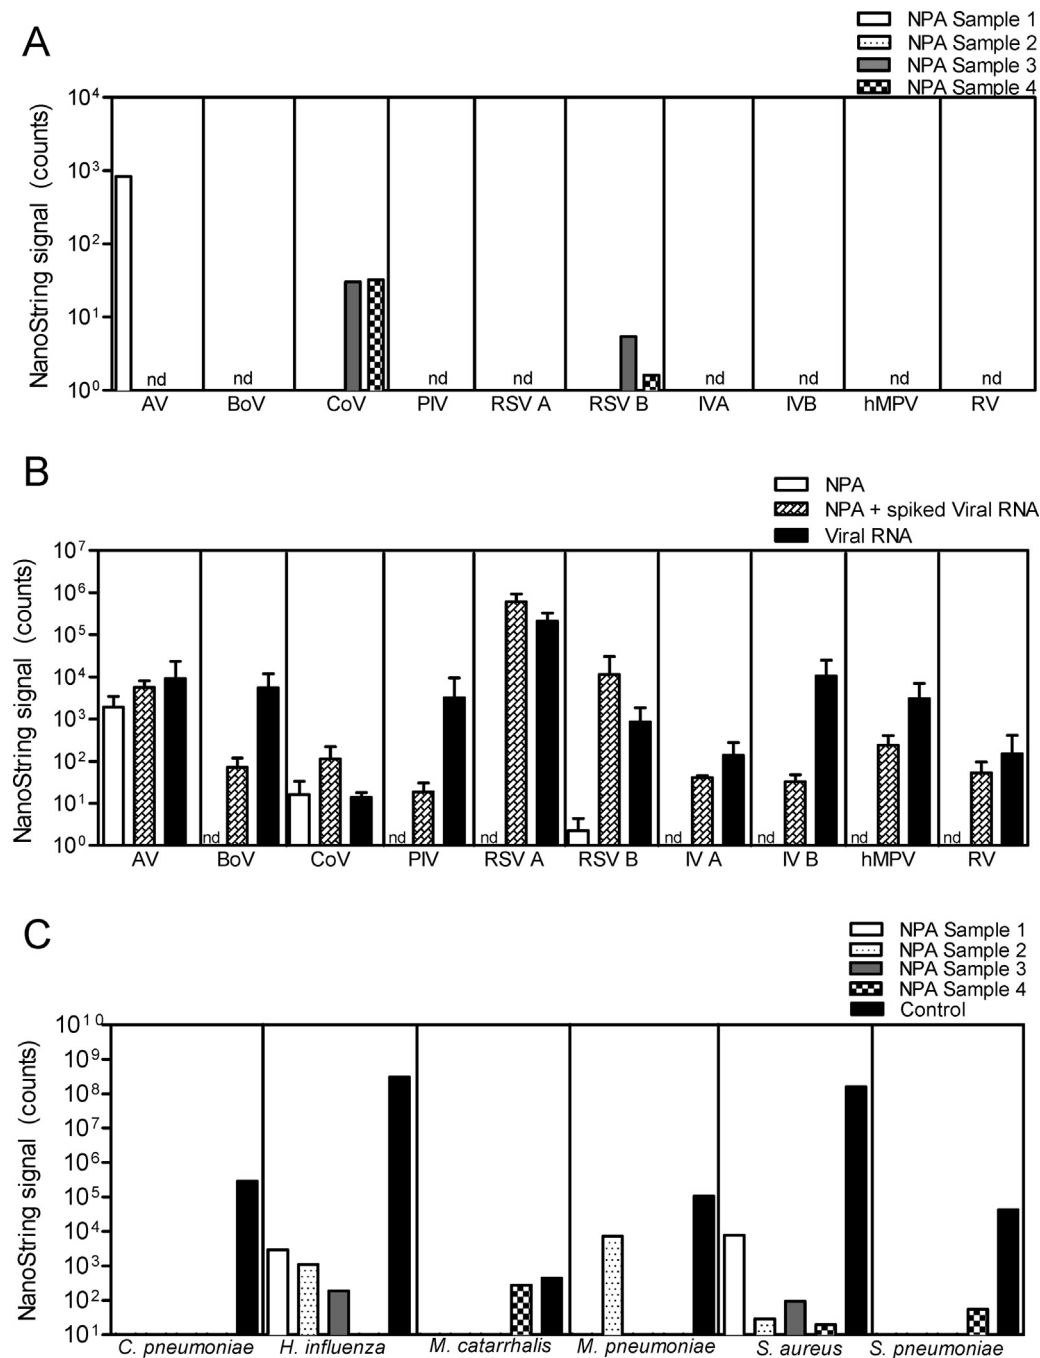 A
NPA Sample 1
NPA Sample 2
NPA Sample 3
NPA Sample 4
NanoString signal (counts)
10^4
10^3
10^2
10^1
10^0
nd nd nd nd nd nd nd nd
AV BoV CoV PIV RSV A RSV B IVA IVB hMPV RV
B
NPA
NPA + spiked Viral RNA
Viral RNA
NanoString signal (counts)
10^7
10^6
10^5
10^4
10^3
10^2
10^1
10^0
nd nd nd nd nd nd nd
AV BoV CoV PIV RSV A RSV B IV A IV B hMPV RV
C
NPA Sample 1
NPA Sample 2
NPA Sample 3
NPA Sample 4
Control
NanoString signal (counts)
10^10
10^9
10^8
10^7
10^6
10^5
10^4
10^3
10^2
10^1
C. pneumoniae H. influenza M. catarrhalis M. pneumoniae S. aureus S. pneumoniae